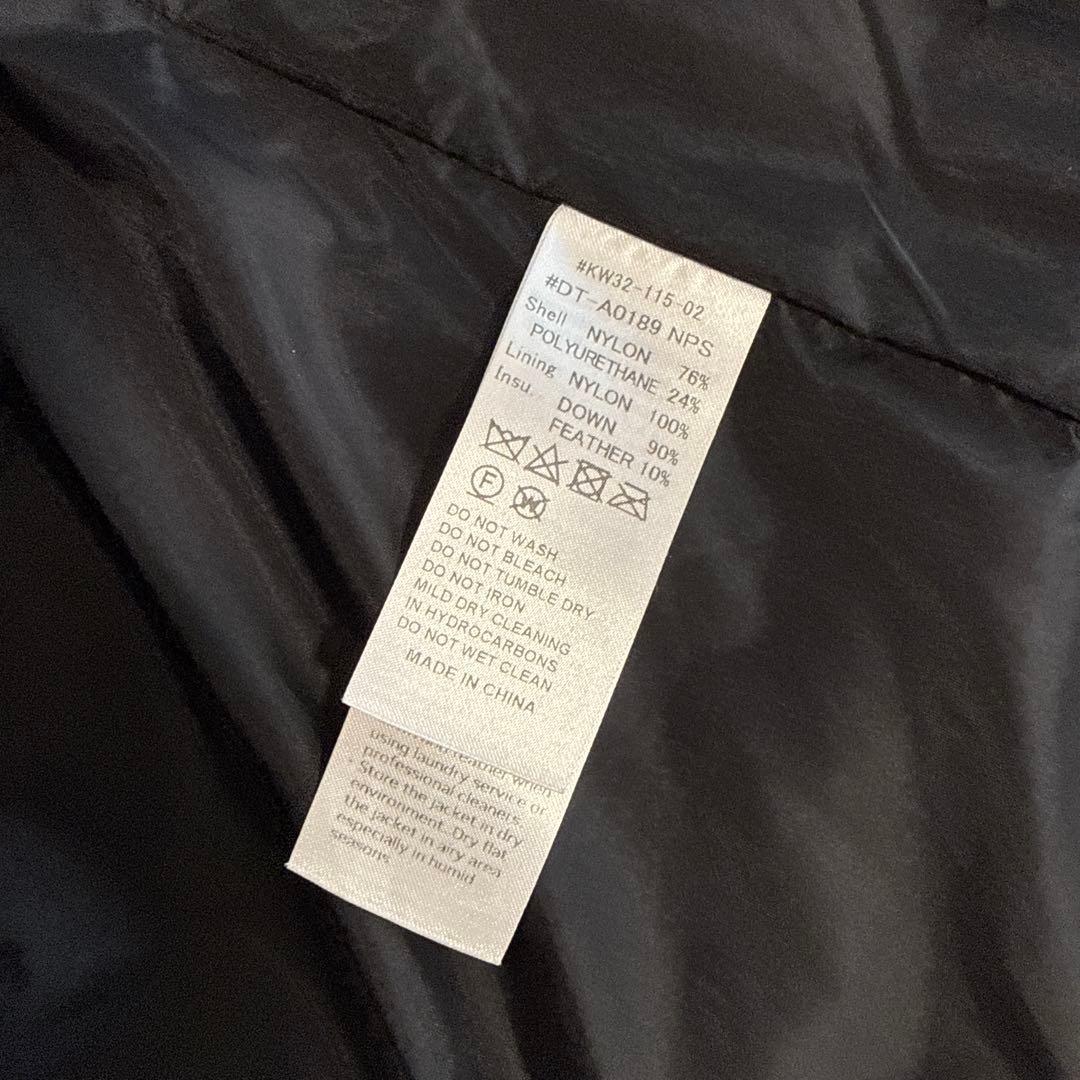 #KW32-115-02
#DT-A0189 NPS
Shell NYLON 76%
POLYURETHANE 24%
Lining NYLON 100%
Insu. DOWN 90%
FEATHER 10%
F
W
DO NOT WASH
DO NOT BLEACH
DO NOT TUMBLE DRY
DO NOT IRON
MILD DRY CLEANING
IN HYDROCARBONS
DO NOT WET CLEAN
MADE IN CHINA
feather when
using laundry service or
professional cleaners.
- Store the jacket in dry
environment. Dry flat
the jacket in airy area
especially in humid
seasons.